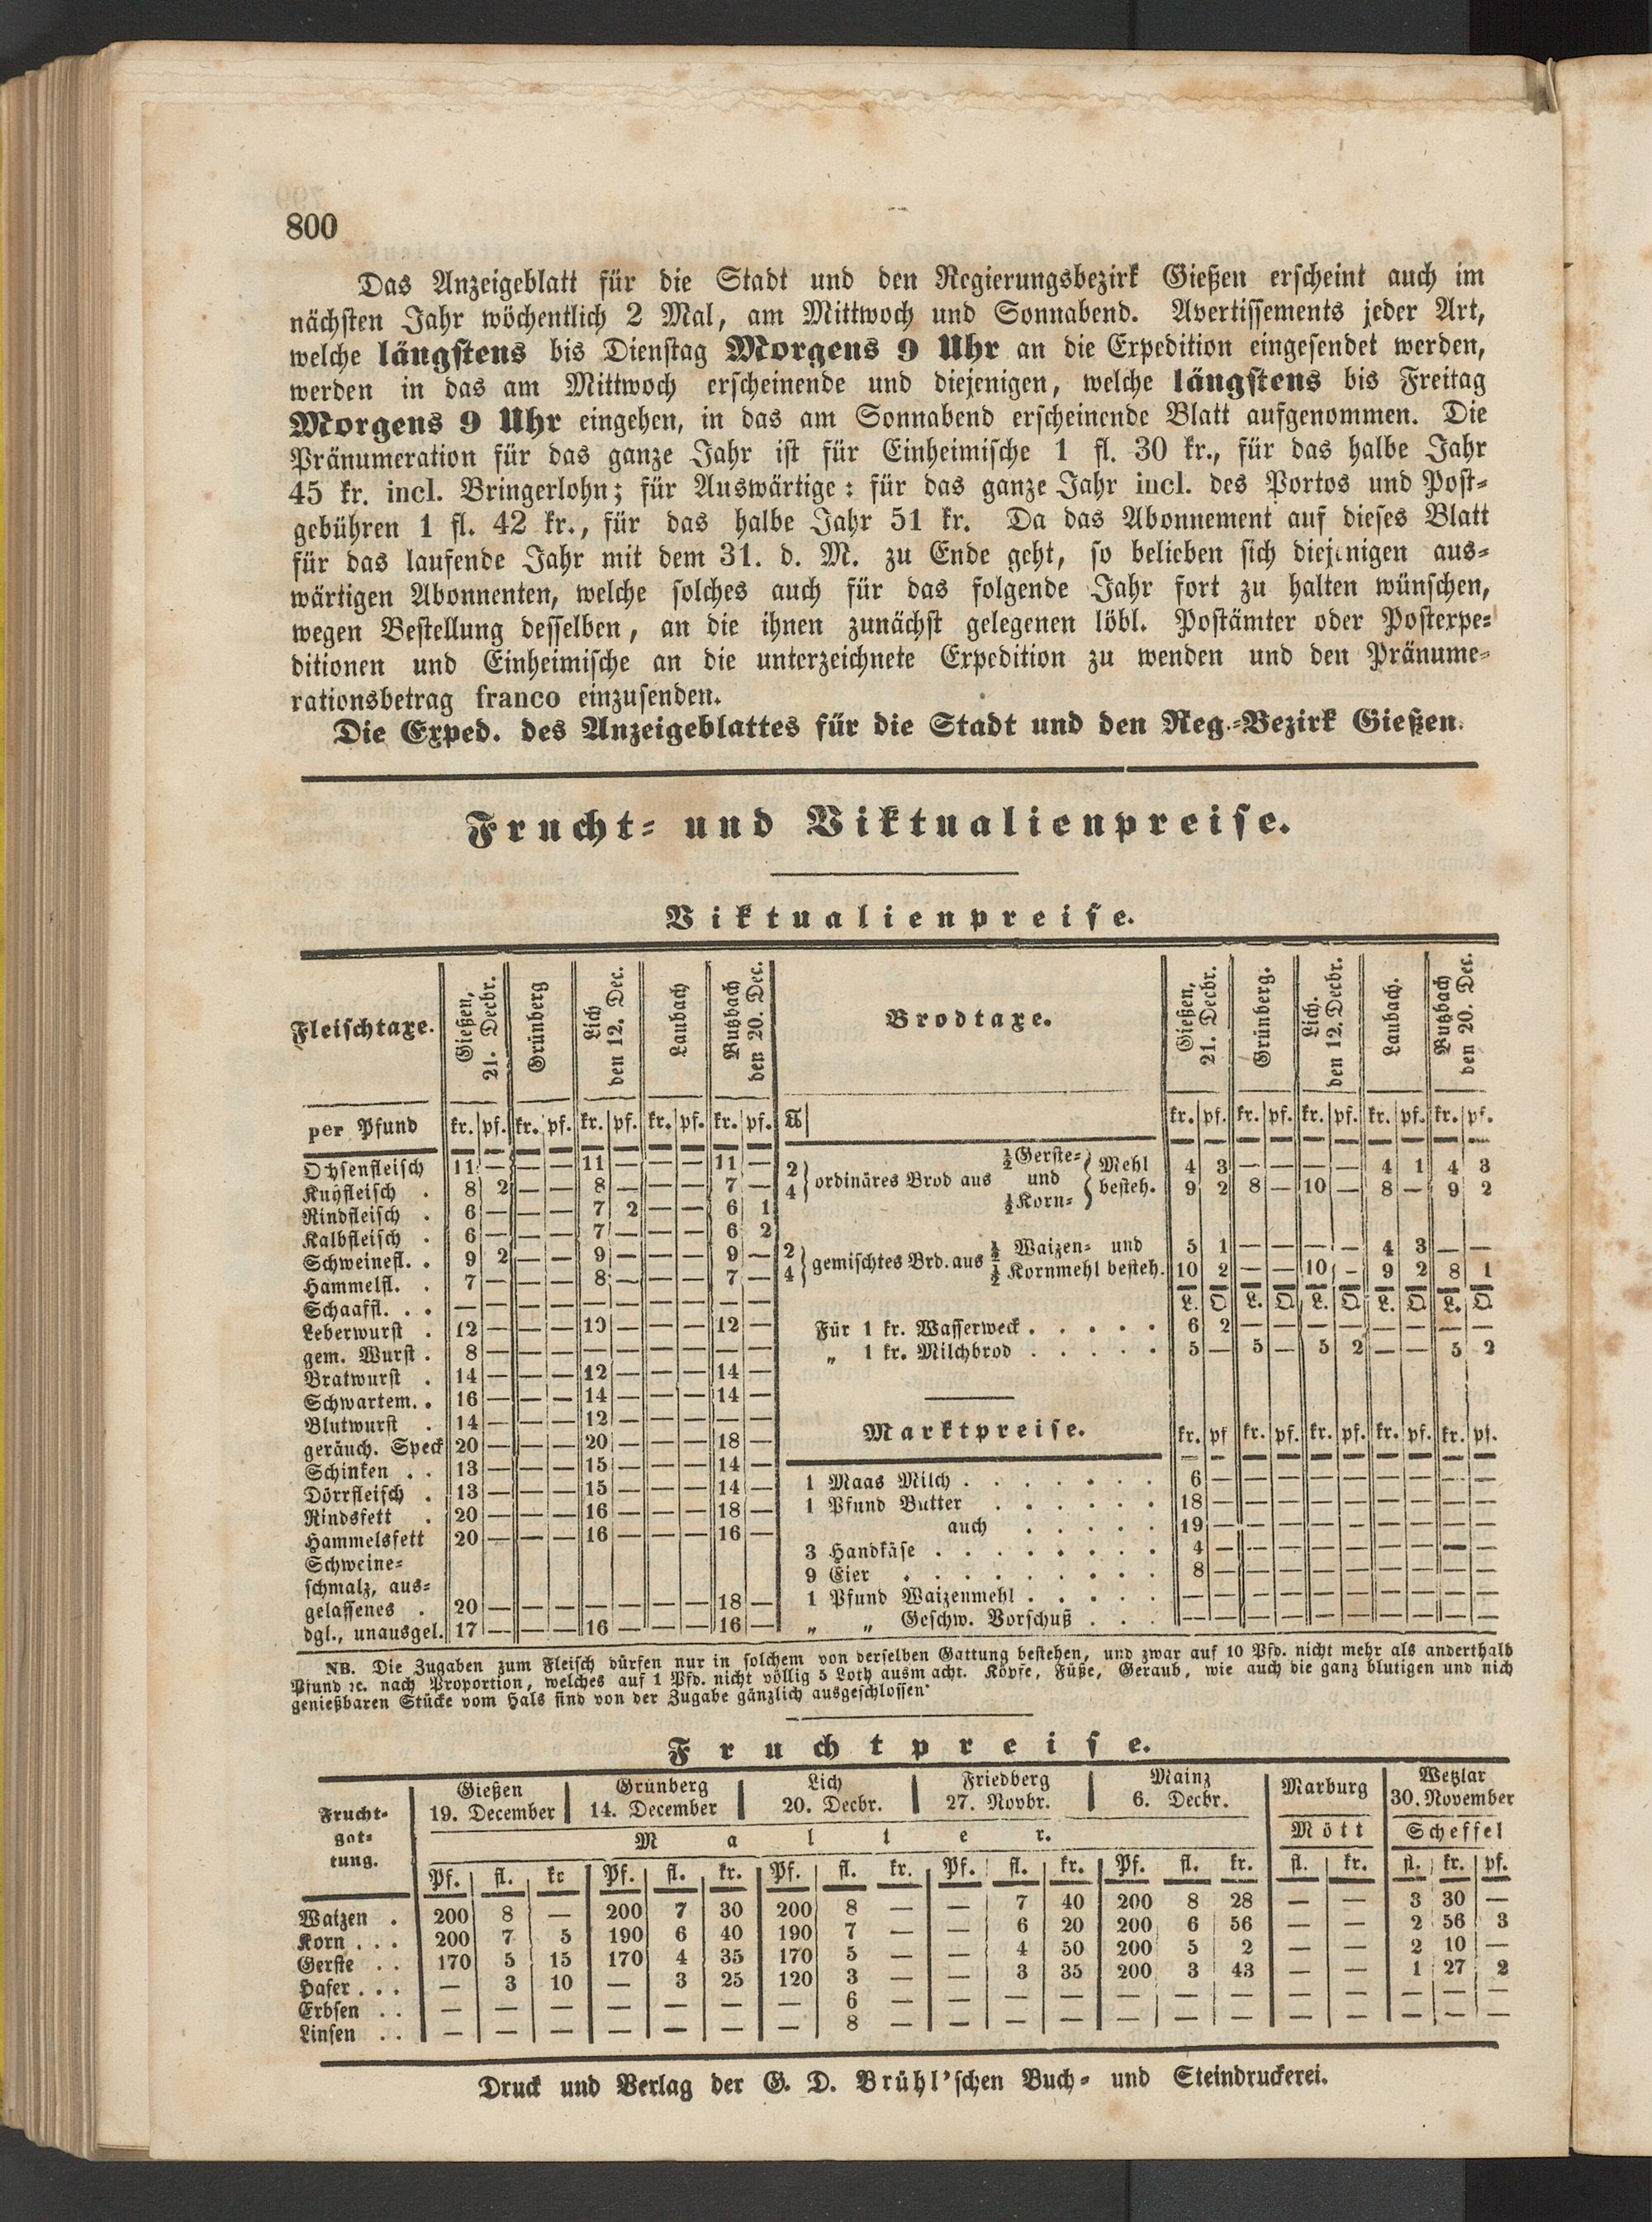 800
Das Anzeigeblatt für die Stadt und den Regierungsbezirk Gießen erscheint auch im
nächsten Jahr wöchentlich 2 Mal, am Mittwoch und Sonnabend. Avertissements jeder Art,
welche längstens bis Dienstag Morgens 9 Uhr an die Expedition eingesendet werden,
werden in das am Mittwoch erscheinende und diejenigen, welche längstens bis Freitag
Morgens 9 Uhr eingehen, in das am Sonnabend erscheinende Blatt aufgenommen. Die
Pränumeration für das ganze Jahr ist für Einheimische 1 fl. 30 kr., für das halbe Jahr
45 kr. incl. Bringerlohn; für Auswärtige: für das ganze Jahr incl. des Portos und Post-
gebühren 1 fl. 42 kr., für das halbe Jahr 51 kr. Da das Abonnement auf dieses Blatt
für das laufende Jahr mit dem 31. d. M. zu Ende geht, so belieben sich diejenigen aus-
wärtigen Abonnenten, welche solches auch für das folgende Jahr fort zu halten wünschen,
wegen Bestellung desselben, an die ihnen zunächst gelegenen löbl. Postämter oder Postexpe-
ditionen und Einheimische an die unterzeichnete Expedition zu wenden und den Pränume-
rationsbetrag franco einzusenden.
Die Exped. des Anzeigeblattes für die Stadt und den Reg.-Bezirk Gießen.
Frucht- und Viktualienpreise.
Viktualienpreise.
Fleischtaxe. Gießen, 21. Decbr. Grünberg Lich den 12. Dec. Laubach Butzbach den 20. Dec.
per Pfund kr. pf. kr. pf. kr. pf. kr. pf. kr. pf.
Ochsenfleisch 11 — — — 11 — — — 11 —
Kuhfleisch . 8 2 — — 8 — — — 7 —
Rindfleisch . 6 — — — 7 2 — — 6 1
Kalbfleisch . 6 — — — 7 — — — 6 2
Schweinefl. . 9 2 — — 9 — — — 9 —
Hammelfl. . 7 — — — 8 — — — 7 —
Schaaffl. . . — — — — — — — — — —
Leberwurst . 12 — — — 10 — — — 12 —
gem. Wurst . 8 — — — — — — — — —
Bratwurst . 14 — — — 12 — — — 14 —
Schwartem. . 16 — — — 14 — — — 14 —
Blutwurst . 14 — — — 12 — — — — —
geräuch. Speck 20 — — — 20 — — — 18 —
Schinken . . 13 — — — 15 — — — 14 —
Dörrfleisch . 13 — — — 15 — — — 14 —
Rindsfett . 20 — — — 16 — — — 18 —
Hammelsfett 20 — — — 16 — — — 16 —
Schweine-
schmalz, aus-
gelassenes . 20 — — — — — — — 18 —
dgl., unausgel. 17 — — — 16 — — — 16 —
Brodtaxe. Gießen, 21. Decbr. Grünberg. Lich. den 12. Decbr. Laubach. Butzbach den 20. Dec.
℔ kr. pf. kr. pf. kr. pf. kr. pf. kr. pf.
½ Gerste-
2 ordinäres Brod aus und Mehl 4 3 — — — — 4 1 4 3
4 ½ Korn- besteh. 9 2 8 — 10 — 8 — 9 2
2 gemischtes Brd. aus ½ Waizen- und 5 1 — — — — 4 3 — —
4 ½ Kornmehl besteh. 10 2 — — 10 — 9 2 8 1
L. Q. L. Q. L. Q. L. Q. L. Q.
Für 1 kr. Wasserweck . . . . . 6 2 — — — — — — — —
„ 1 kr. Milchbrod . . . . . 5 — 5 — 5 2 — — 5 2
Marktpreise. kr. pf kr. pf. kr. pf. kr. pf. kr. pf.
1 Maas Milch . . . . . . . 6 — — — — — — — — —
1 Pfund Butter . . . . . . 18 — — — — — — — — —
auch . . . . . 19 — — — — — — — — —
3 Handkäse . . . . . . . . 4 — — — — — — — — —
9 Eier . . . . . . . . . 8 — — — — — — — — —
1 Pfund Waizenmehl . . . . . — — — — — — — — — —
„ „ Geschw. Vorschuß . . . — — — — — — — — — —
NB. Die Zugaben zum Fleisch dürfen nur in solchem von derselben Gattung bestehen, und zwar auf 10 Pfd. nicht mehr als anderthalb
Pfund ꝛc. nach Proportion, welches auf 1 Pfd. nicht völlig 5 Loth ausm acht. Köpfe, Füße, Geraub, wie auch die ganz blutigen und nich
genießbaren Stücke vom Hals sind von der Zugabe gänzlich ausgeschlossen
Fruchtpreise.
Frucht-gat-tung. Gießen 19. December Grünberg 14. December Lich 20. Decbr. Friedberg 27. Novbr. Mainz 6. Decbr. Marburg Wetzlar 30. November
Malter. Mött Scheffel
Pf. fl. kr Pf. fl. kr. Pf. fl. kr. Pf. fl. kr. Pf. fl. kr. fl. kr. fl. kr. pf.
Waizen . 200 8 — 200 7 30 200 8 — — 7 40 200 8 28 — — 3 30 —
Korn . . . 200 7 5 190 6 40 190 7 — — 6 20 200 6 56 — — 2 56 3
Gerste . . 170 5 15 170 4 35 170 5 — — 4 50 200 5 2 — — 2 10 —
Hafer . . . — 3 10 — 3 25 120 3 — — 3 35 200 3 43 — — 1 27 2
Erbsen . . — — — — — — — 6 — — — — — — — — — — — —
Linsen . . — — — — — — — 8 — — — — — — — — — — — —
Druck und Verlag der G. D. Brühl'schen Buch- und Steindruckerei.